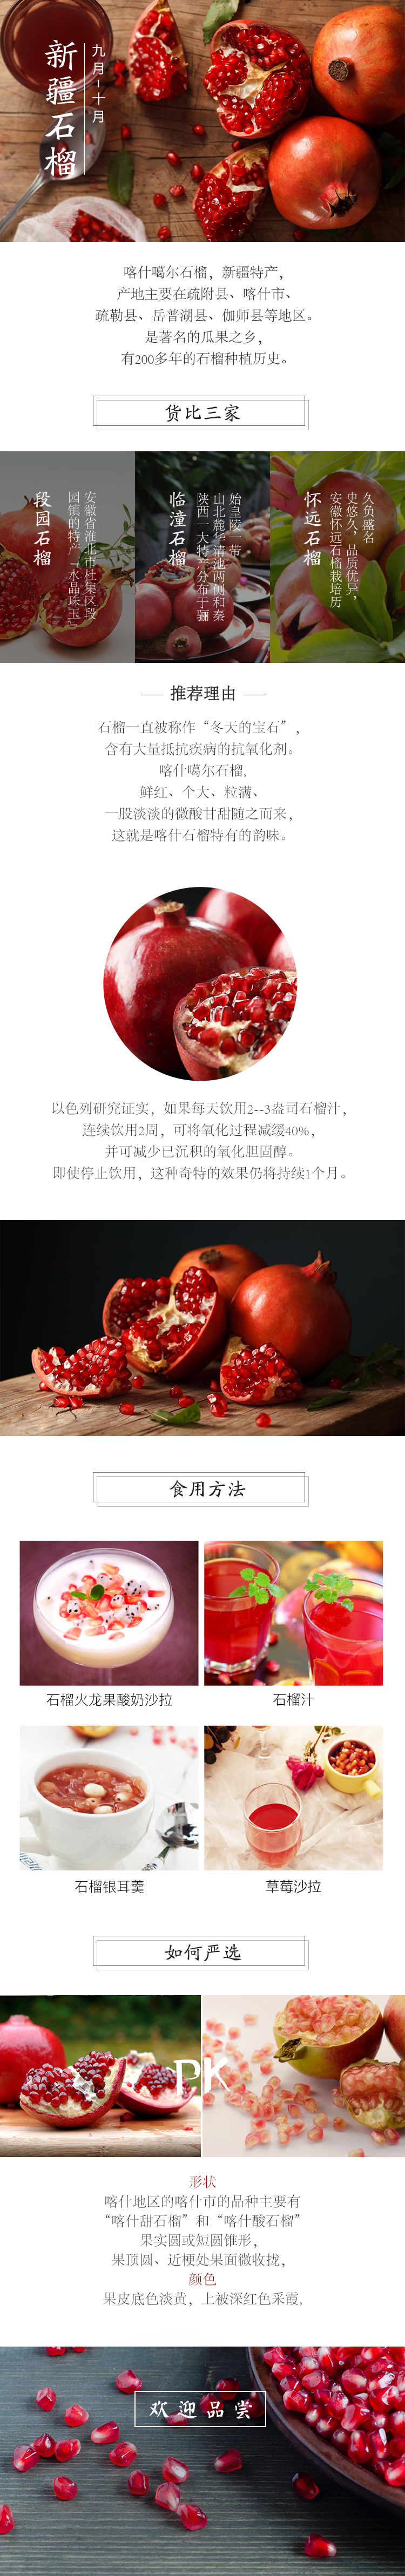 新疆石榴
九月-十月
喀什噶尔石榴，新疆特产，
产地主要在疏附县、喀什市、
疏勒县、岳普湖县、伽师县等地区。
是著名的瓜果之乡，
有200多年的石榴种植历史。
货比三家
段园石榴
安徽省淮北市杜集区段
园镇的特产“水晶珠玉”
临潼石榴
始皇陵一带
山北麓华清池两侧和秦
陕西一大特产分布于骊
怀远石榴
久负盛名
史悠久，品质优异，
安徽怀远石榴栽培历
推荐理由
石榴一直被称作“冬天的宝石”，
含有大量抵抗疾病的抗氧化剂。
喀什噶尔石榴,
鲜红、个大、粒满、
一股淡淡的微酸甘甜随之而来，
这就是喀什石榴特有的韵味。
以色列研究证实，如果每天饮用2--3盎司石榴汁，
连续饮用2周，可将氧化过程减缓40%，
并可减少已沉积的氧化胆固醇。
即使停止饮用，这种奇特的效果仍将持续1个月。
食用方法
石榴火龙果酸奶沙拉
石榴汁
石榴银耳羹
草莓沙拉
如何严选
PK
形状
喀什地区的喀什市的品种主要有
“喀什甜石榴”和“喀什酸石榴”
果实圆或短圆锥形，
果顶圆、近梗处果面微收拢，
颜色
果皮底色淡黄，上被深红色采霞,
欢迎品尝